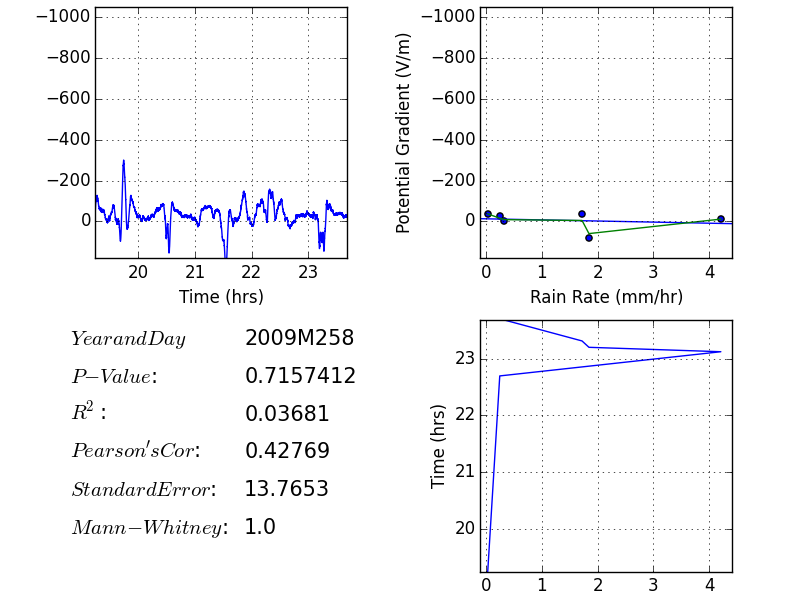 −1000
−800
−600
−400
−200
0
20 21 22 23
Time (hrs)
Potential Gradient (V/m)
−1000
−800
−600
−400
−200
0
0 1 2 3 4
Rain Rate (mm/hr)
YearandDay 2009M258
P−Value: 0.7157412
R²: 0.03681
Pearson'sCor: 0.42769
StandardError: 13.7653
Mann−Whitney: 1.0
Time (hrs)
23
22
21
20
0 1 2 3 4